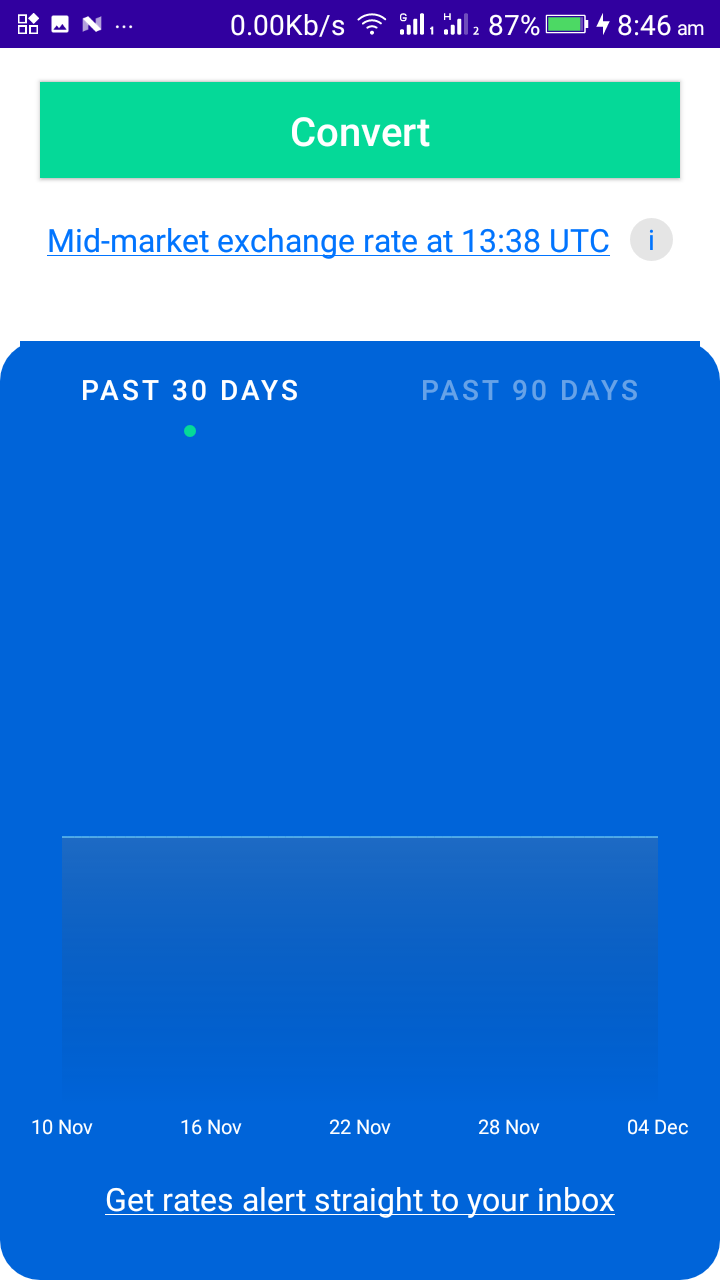 0.00Kb/s G 1 H 2 87% 8:46 am
Convert
Mid-market exchange rate at 13:38 UTC i
PAST 30 DAYS PAST 90 DAYS
10 Nov 16 Nov 22 Nov 28 Nov 04 Dec
Get rates alert straight to your inbox